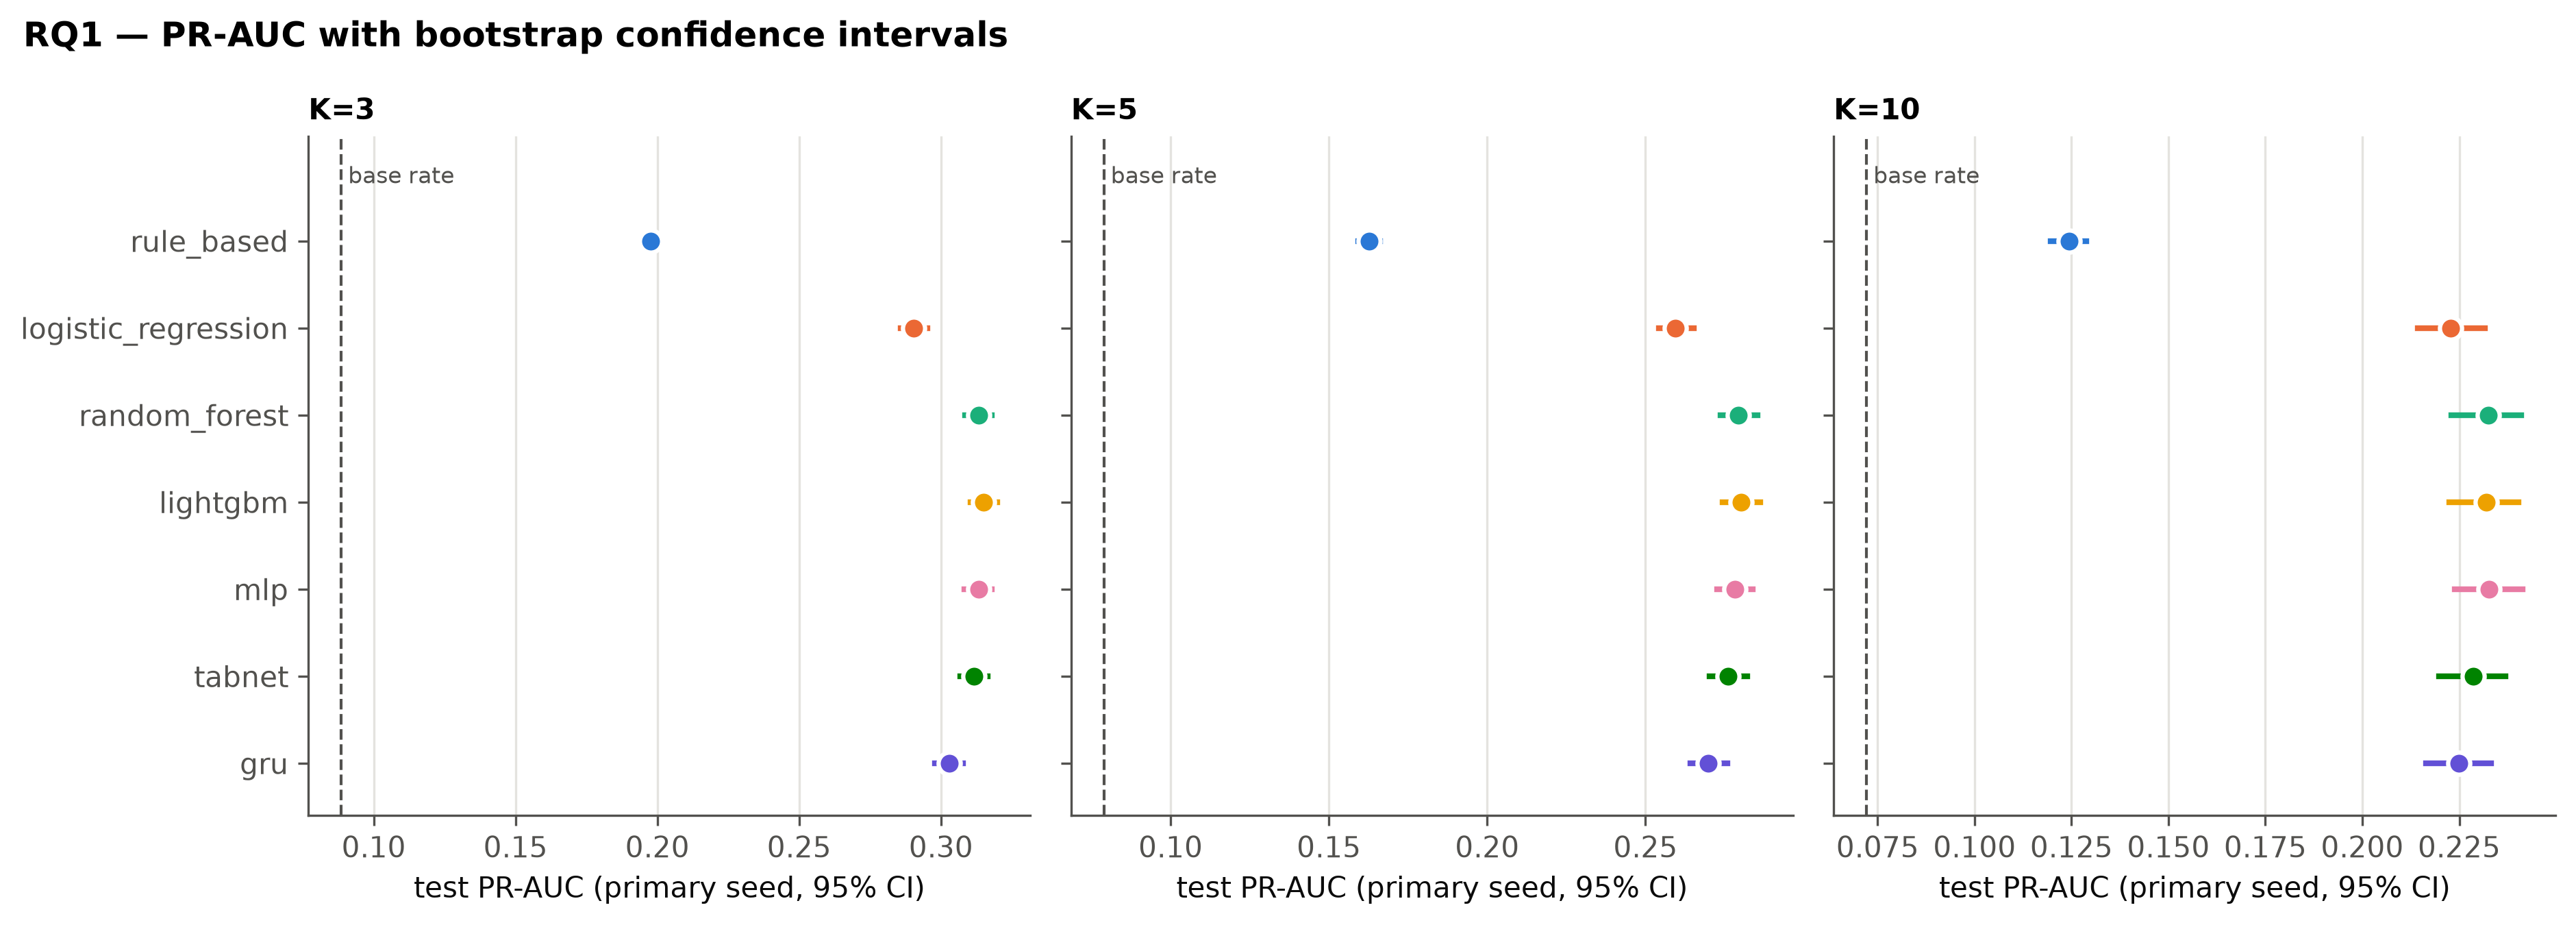 RQ1 — PR-AUC with bootstrap confidence intervals
K=3
K=5
K=10
base rate
base rate
base rate
rule_based
logistic_regression
random_forest
lightgbm
mlp
tabnet
gru
0.10 0.15 0.20 0.25 0.30
0.10 0.15 0.20 0.25
0.075 0.100 0.125 0.150 0.175 0.200 0.225
test PR-AUC (primary seed, 95% CI)
test PR-AUC (primary seed, 95% CI)
test PR-AUC (primary seed, 95% CI)